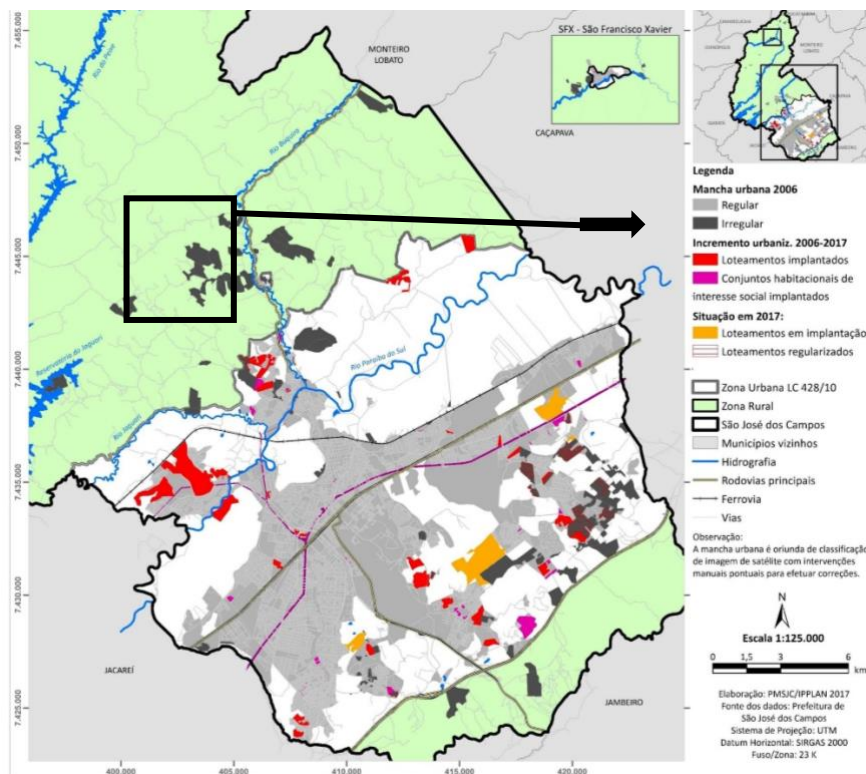 7.455.000
7.450.000
7.445.000
7.440.000
7.435.000
7.430.000
7.425.000
Rio do Peixe
MONTEIRO
LOBATO
SFX - São Francisco Xavier
CAÇAPAVA
Rio Buquira
Rio Paraíba do Sul
Reservatório do Jaguari
Rio Jaguari
JACAREÍ
JAMBEIRO
400.000
405.000
410.000
415.000
420.000
MONTEIRO
LOBATO
Legenda
Mancha urbana 2006
Regular
Irregular
Incremento urbaniz. 2006-2017
Loteamentos implantados
Conjuntos habitacionais de
interesse social implantados
Situação em 2017:
Loteamentos em implantação
Loteamentos regularizados
Zona Urbana LC 428/10
Zona Rural
São José dos Campos
Municípios vizinhos
Hidrografia
Rodovias principais
Ferrovia
Vias
Observação:
A mancha urbana é oriunda de classificação
de imagem de satélite com intervenções
manuais pontuais para efetuar correções.
N
Escala 1:125.000
0 1,5 3 6
km
Elaboração: PMSJC/IPPLAN 2017
Fonte dos dados: Prefeitura de
São José dos Campos
Sistema de Projeção: UTM
Datum Horizontal: SIRGAS 2000
Fuso/Zona: 23 K